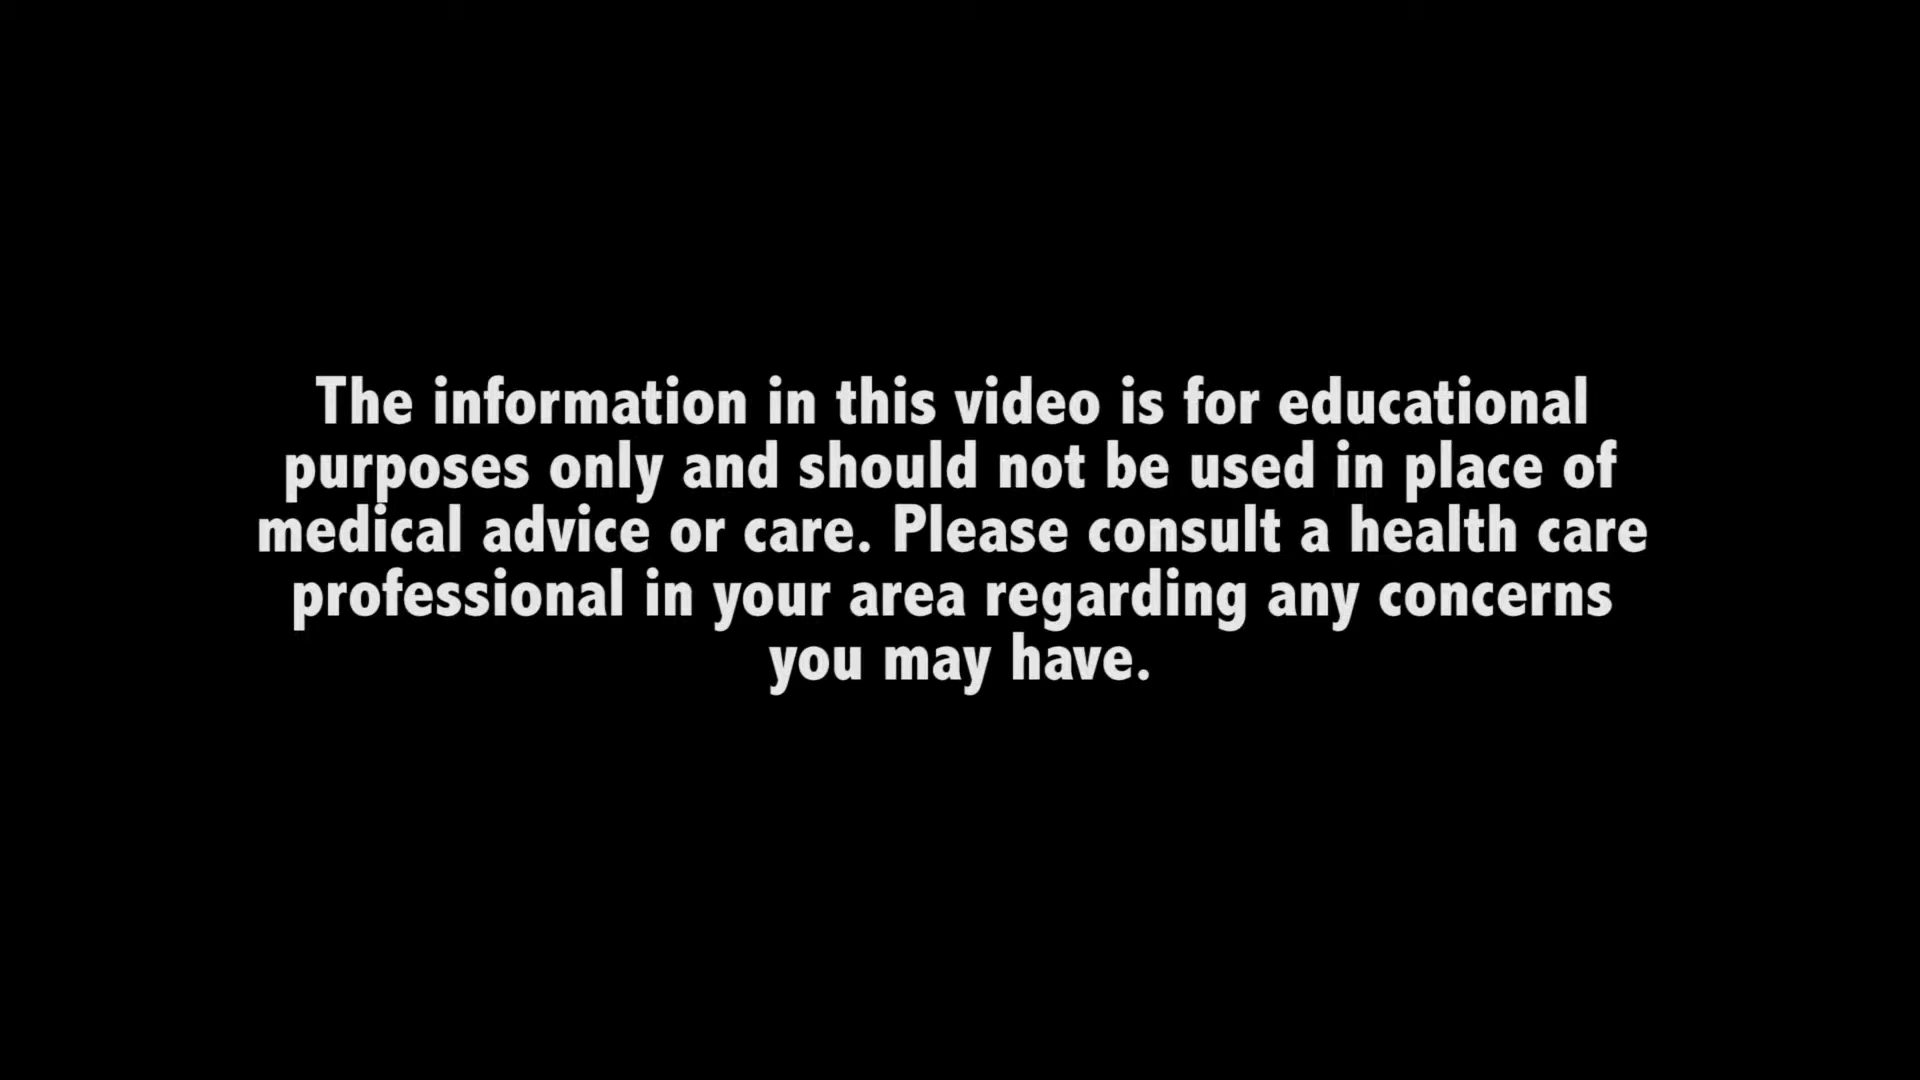 The information in this video is for educational
purposes only and should not be used in place of
medical advice or care. Please consult a health care
professional in your area regarding any concerns
you may have.